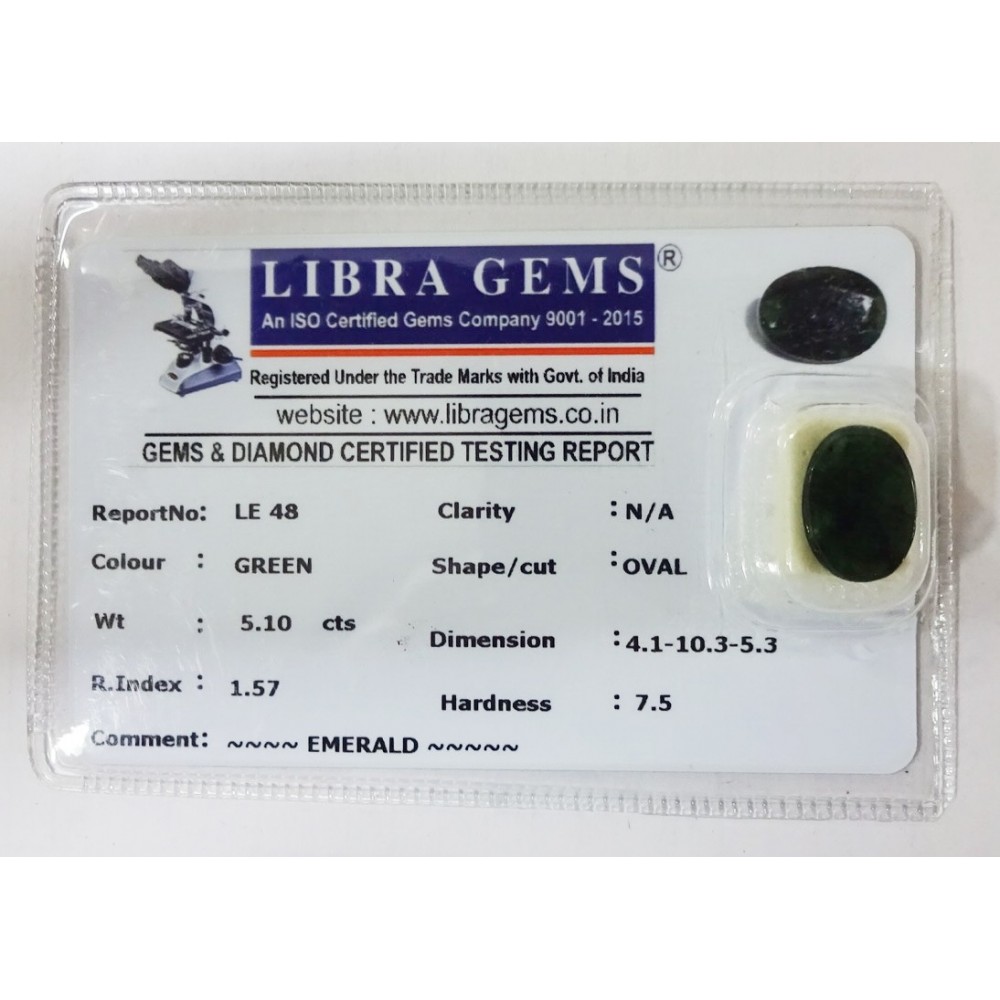 LIBRA GEMS ®
An ISO Certified Gems Company 9001 - 2015
Registered Under the Trade Marks with Govt. of India
website : www.libragems.co.in
GEMS & DIAMOND CERTIFIED TESTING REPORT
ReportNo: LE 48 Clarity : N/A
Colour : GREEN Shape/cut : OVAL
Wt : 5.10 cts Dimension : 4.1-10.3-5.3
R.Index : 1.57 Hardness : 7.5
Comment: ~~~~ EMERALD ~~~~~